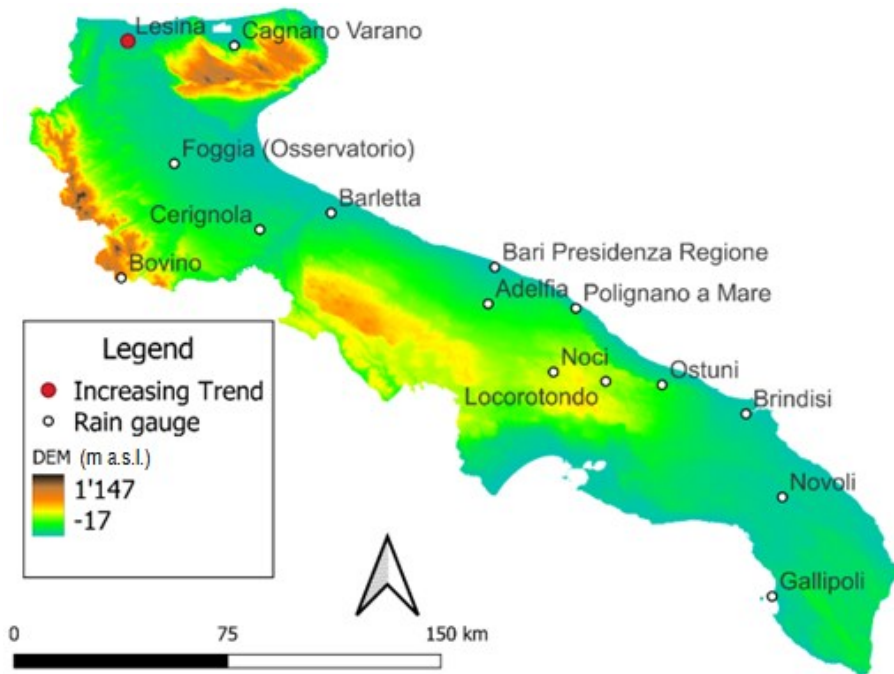 Lesina
Cagnano Varano
Foggia (Osservatorio)
Barletta
Cerignola
Bovino
Bari Presidenza Regione
Adelfia
Polignano a Mare
Noci
Locorotondo
Ostuni
Brindisi
Novoli
Gallipoli
Legend
Increasing Trend
Rain gauge
DEM (m a.s.l.)
1'147
-17
0 75 150 km